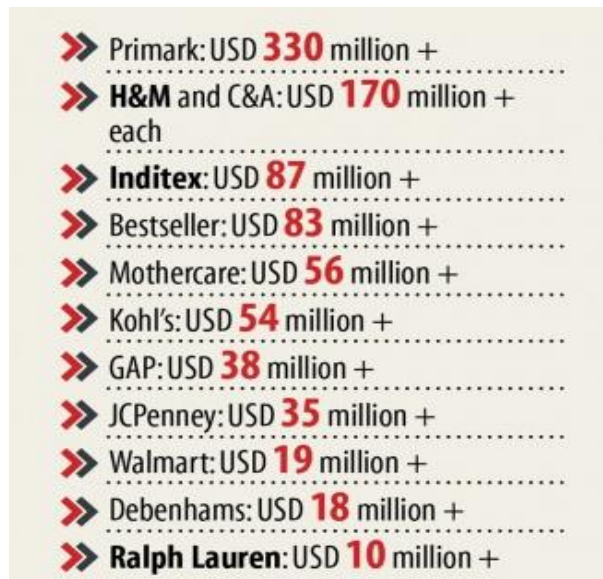 Primark: USD 330 million +
H&M and C&A: USD 170 million +
each
Inditex: USD 87 million +
Bestseller: USD 83 million +
Mothercare: USD 56 million +
Kohl's: USD 54 million +
GAP: USD 38 million +
JCPenney: USD 35 million +
Walmart: USD 19 million +
Debenhams: USD 18 million +
Ralph Lauren: USD 10 million +